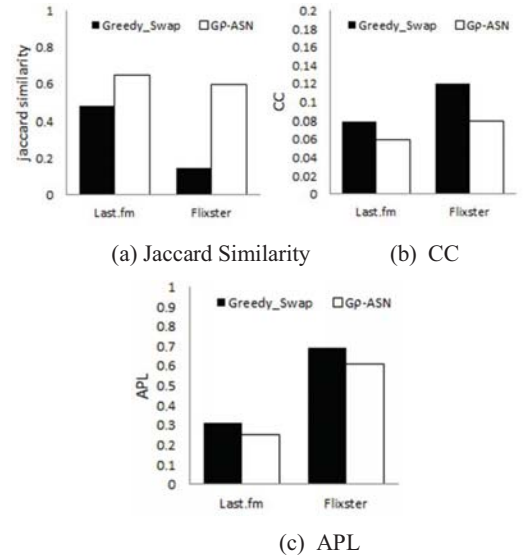 1
0.8
0.6
0.4
0.2
0
jaccard similarity
Greedy_Swap Gρ-ASN
Last.fm Flixster
(a) Jaccard Similarity
0.2
0.18
0.16
0.14
0.12
0.1
0.08
0.06
0.04
0.02
0
CC
Greedy_Swap Gρ-ASN
Last.fm Flixster
(b) CC
1
0.9
0.8
0.7
0.6
0.5
0.4
0.3
0.2
0.1
0
APL
Greedy_Swap Gρ-ASN
Last.fm Flixster
(c) APL